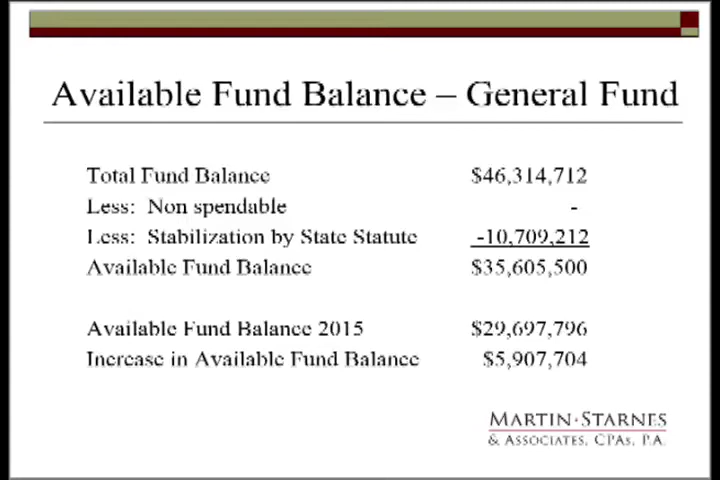 Available Fund Balance – General Fund
Total Fund Balance $46,314,712
Less: Non spendable -
Less: Stabilization by State Statute -10,709,212
Available Fund Balance $35,605,500
Available Fund Balance 2015 $29,697,796
Increase in Available Fund Balance $5,907,704
MARTIN·STARNES
& ASSOCIATES, CPAS, P.A.